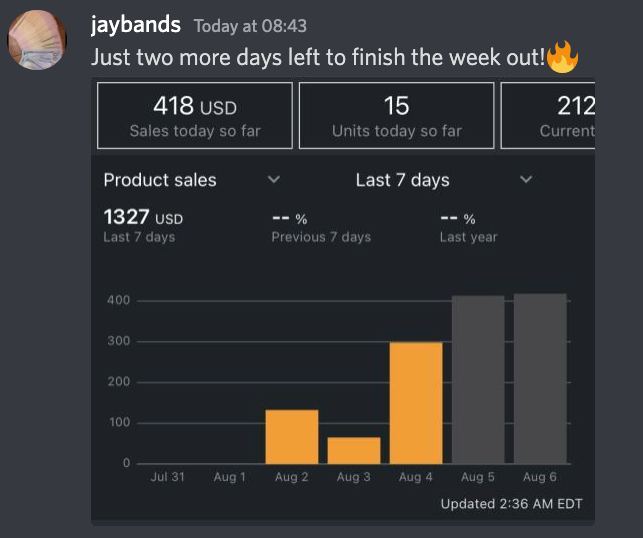 jaybands Today at 08:43
Just two more days left to finish the week out!🔥
418 USD
Sales today so far
15
Units today so far
212
Current
Product sales
Last 7 days
1327 USD
Last 7 days
-- %
Previous 7 days
-- %
Last year
400
300
200
100
0
Jul 31 Aug 1 Aug 2 Aug 3 Aug 4 Aug 5 Aug 6
Updated 2:36 AM EDT